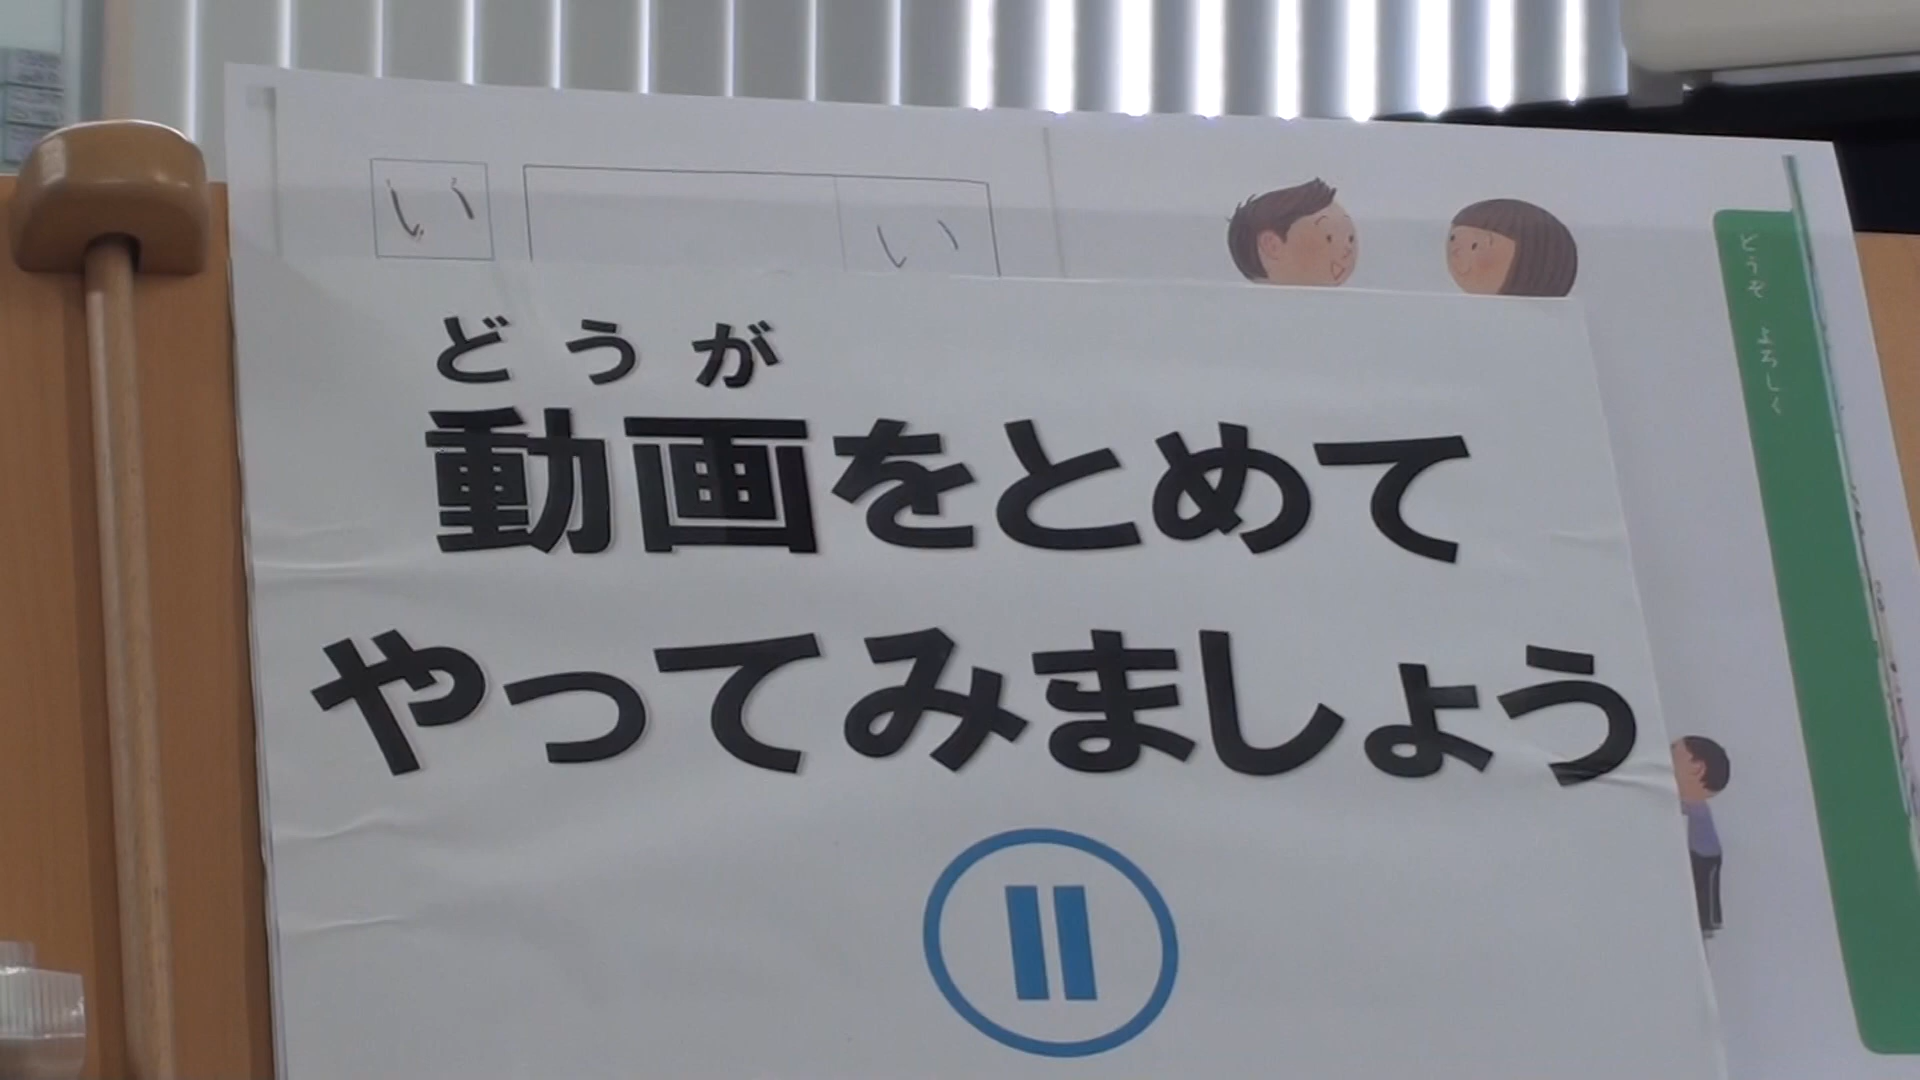 い
い
どうぞ よろしく
どうが
動画をとめて
やってみましょう